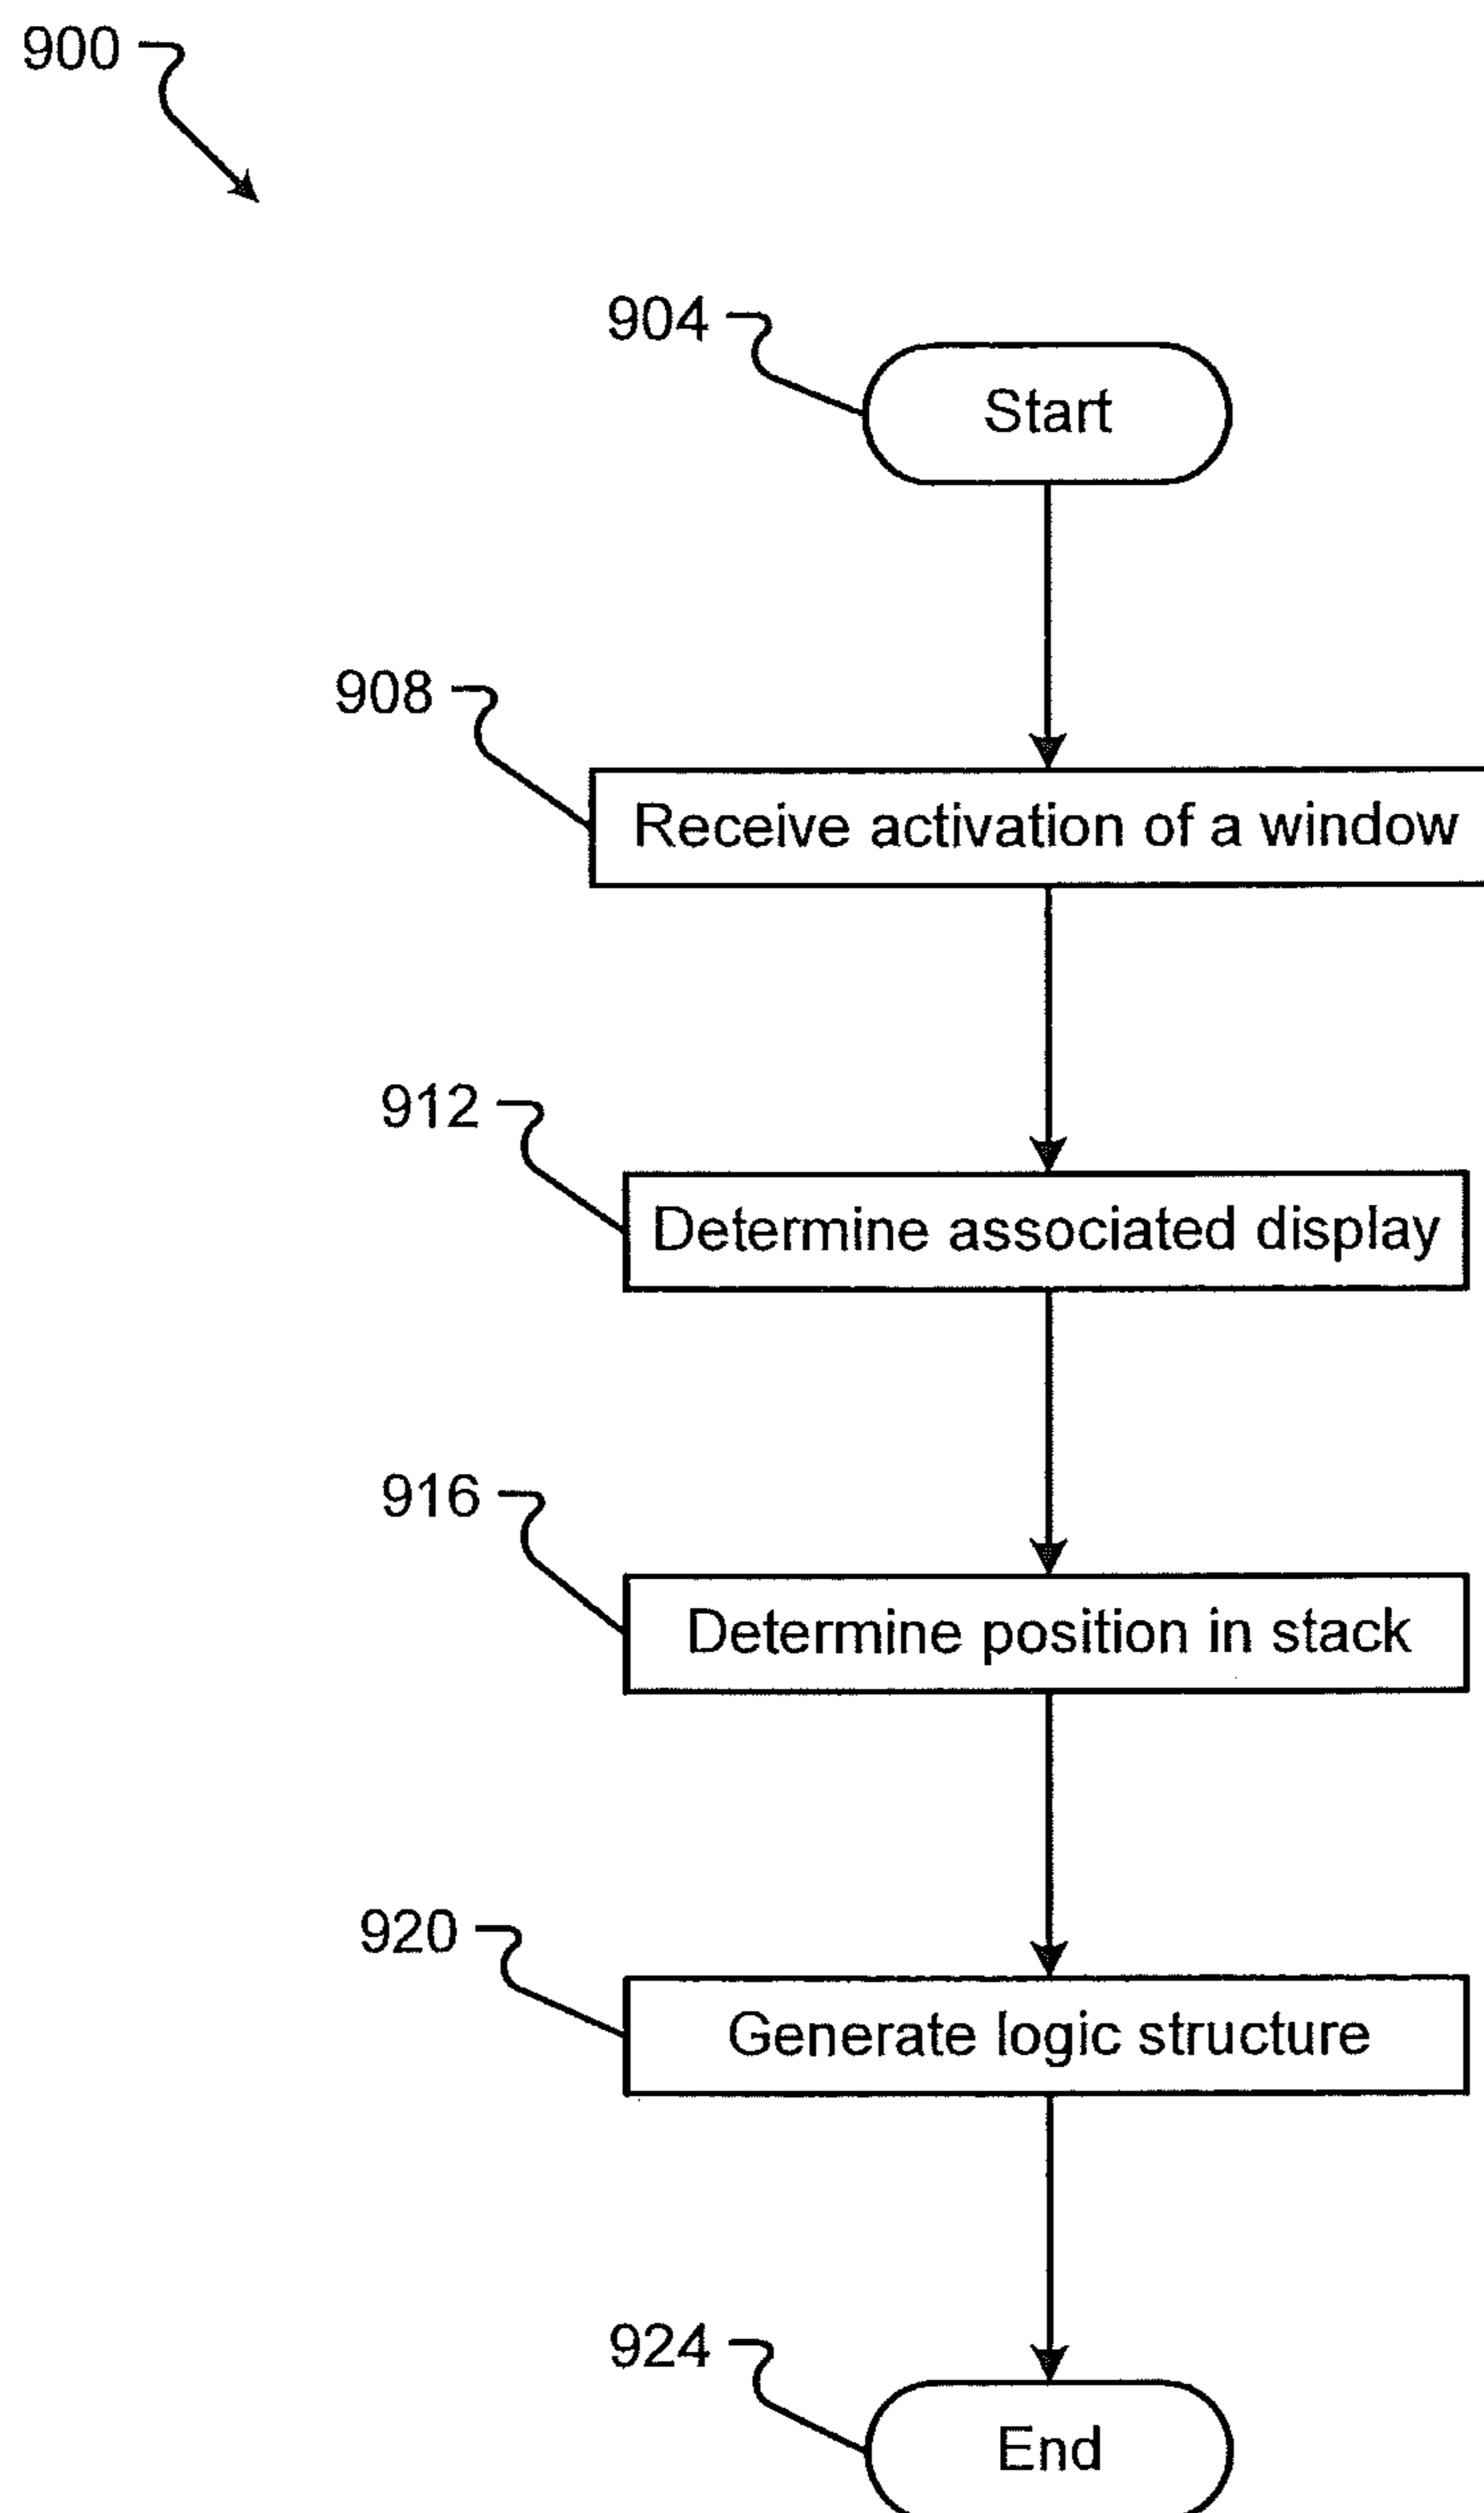 900
904
Start
908
Receive activation of a window
912
Determine associated display
916
Determine position in stack
920
Generate logic structure
924
End